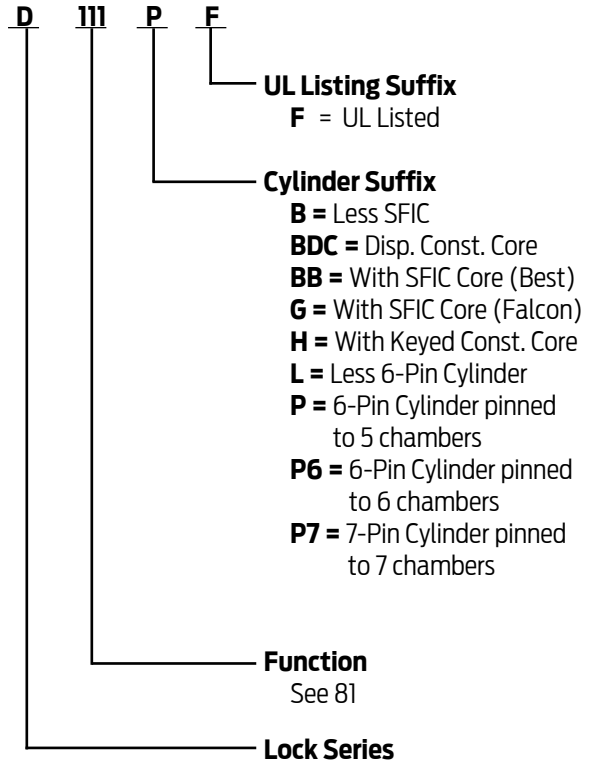 D 111 P F
UL Listing Suffix
F = UL Listed
Cylinder Suffix
B = Less SFIC
BDC = Disp. Const. Core
BB = With SFIC Core (Best)
G = With SFIC Core (Falcon)
H = With Keyed Const. Core
L = Less 6-Pin Cylinder
P = 6-Pin Cylinder pinned
to 5 chambers
P6 = 6-Pin Cylinder pinned
to 6 chambers
P7 = 7-Pin Cylinder pinned
to 7 chambers
Function
See 81
Lock Series